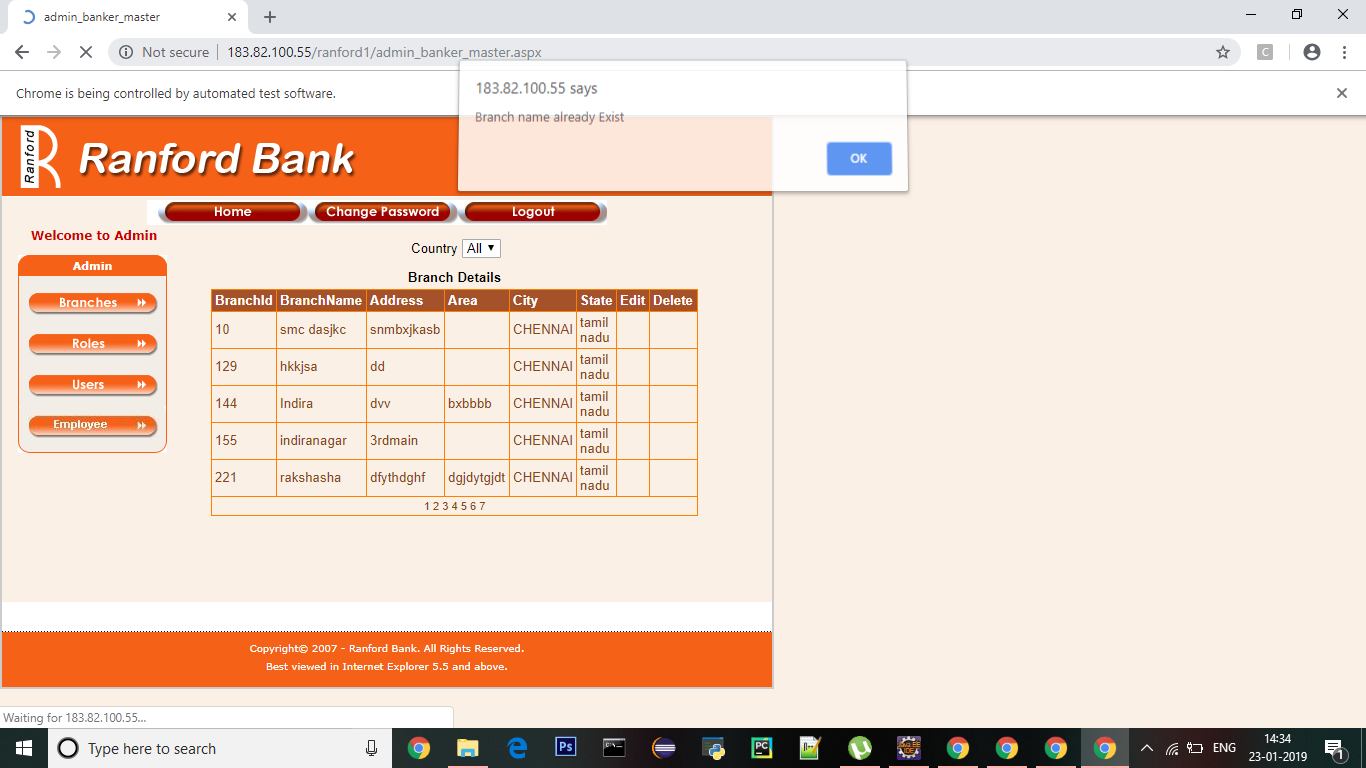 admin_banker_master
Not secure 183.82.100.55/ranford1/admin_banker_master.aspx
C
Chrome is being controlled by automated test software.
183.82.100.55 says
Branch name already Exist
OK
Ranford
Ranford Bank
Home Change Password Logout
Welcome to Admin
Admin
Branches
Roles
Users
Employee
Country All
Branch Details
BranchId BranchName Address Area City State Edit Delete
10 smc dasjkc snmbxjkasb CHENNAI tamil nadu
129 hkkjsa dd CHENNAI tamil nadu
144 Indira dvv bxbbbb CHENNAI tamil nadu
155 indiranagar 3rdmain CHENNAI tamil nadu
221 rakshasha dfythdghf dgjdytgjdt CHENNAI tamil nadu
1 2 3 4 5 6 7
Copyright© 2007 - Ranford Bank. All Rights Reserved.
Best viewed in Internet Explorer 5.5 and above.
Waiting for 183.82.100.55...
Type here to search
Ps
PC
ENG
14:34
23-01-2019
1